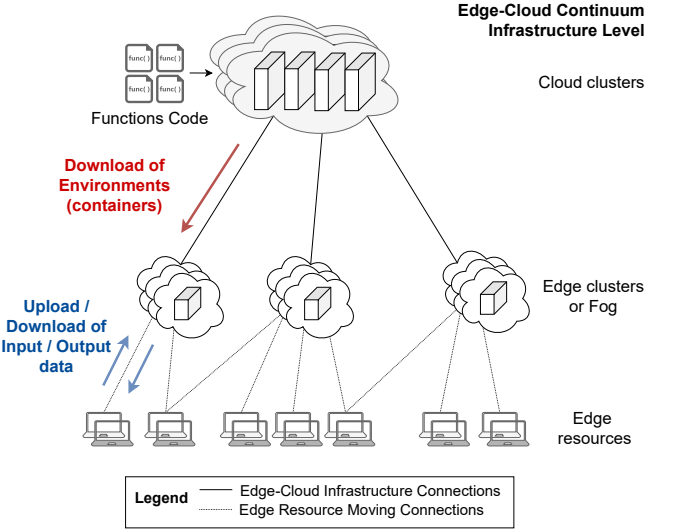 Edge-Cloud Continuum
Infrastructure Level
func( ) func( )
func( ) func( )
Cloud clusters
Functions Code
Download of
Environments
(containers)
Edge clusters
or Fog
Upload /
Download of
Input / Output
data
Edge
resources
Legend
Edge-Cloud Infrastructure Connections
Edge Resource Moving Connections